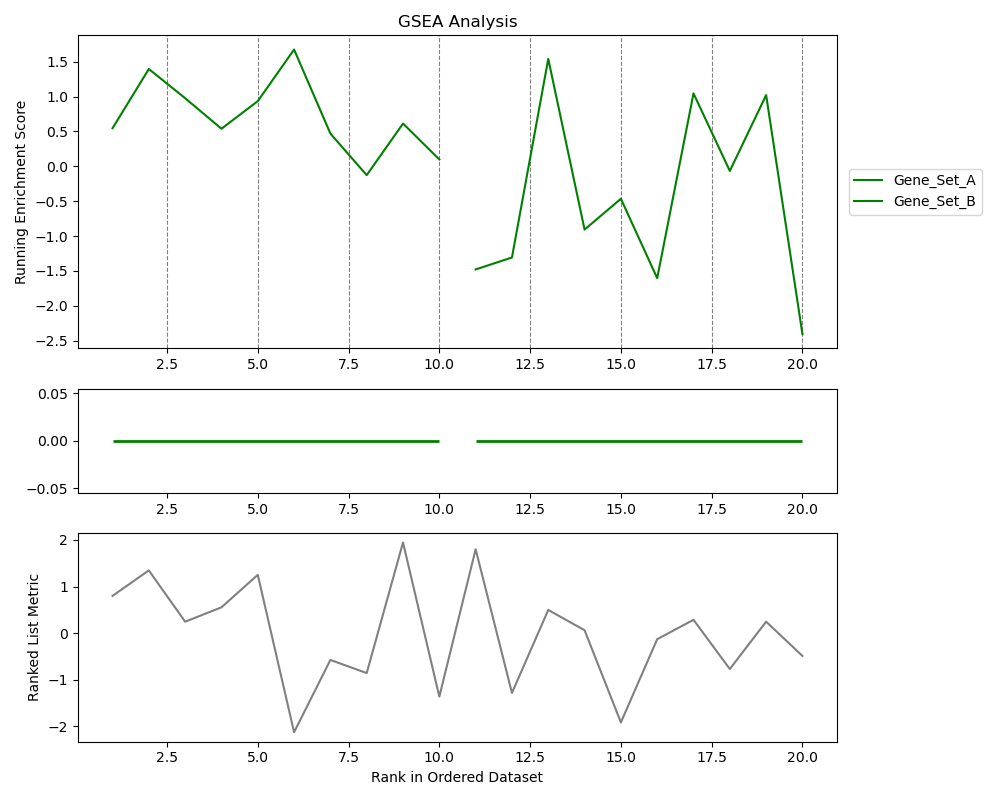 GSEA Analysis
Running Enrichment Score
1.5
1.0
0.5
0.0
−0.5
−1.0
−1.5
−2.0
−2.5
2.5 5.0 7.5 10.0 12.5 15.0 17.5 20.0
Gene_Set_A
Gene_Set_B
0.05
0.00
−0.05
2.5 5.0 7.5 10.0 12.5 15.0 17.5 20.0
Ranked List Metric
2
1
0
−1
−2
2.5 5.0 7.5 10.0 12.5 15.0 17.5 20.0
Rank in Ordered Dataset